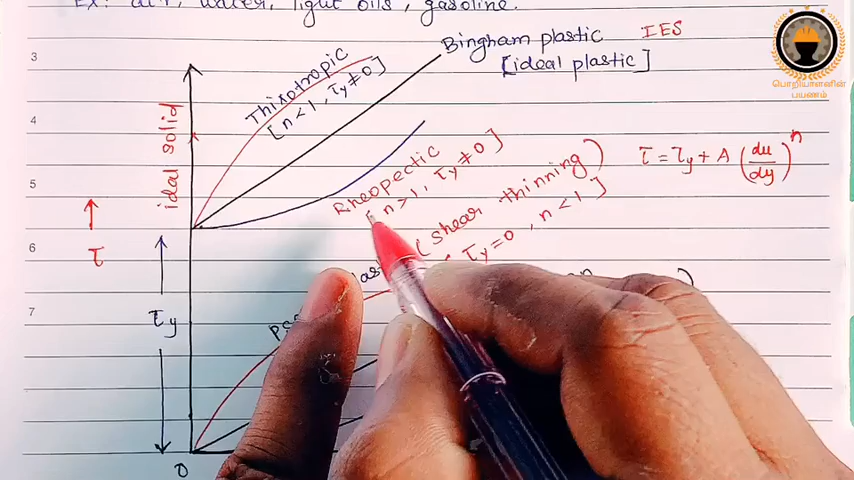 Ex: air, water, light oils, gasoline.
Bingham plastic IES
[ideal plastic]
Thixotropic
[n<1, τy≠0]
ideal solid
Rheopectic
n>1, τy≠0]
τ = τy + A (du/dy)^n
(shear thinning)
τy=0, n<1]
τ
τy
0
3
4
5
6
7
பொறியாளனின்
பயணம்